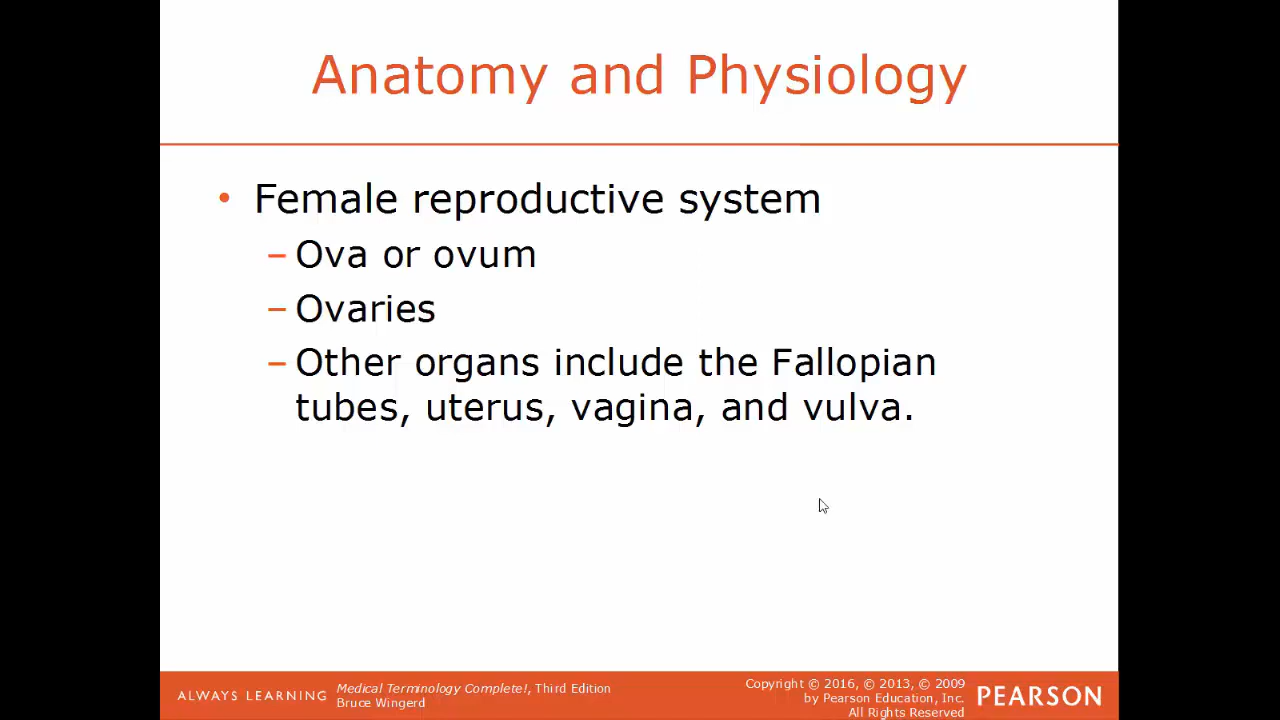 Anatomy and Physiology
• Female reproductive system
– Ova or ovum
– Ovaries
– Other organs include the Fallopian
tubes, uterus, vagina, and vulva.
ALWAYS LEARNING
Medical Terminology Complete!, Third Edition
Bruce Wingerd
Copyright © 2016, © 2013, © 2009
by Pearson Education, Inc.
All Rights Reserved
PEARSON